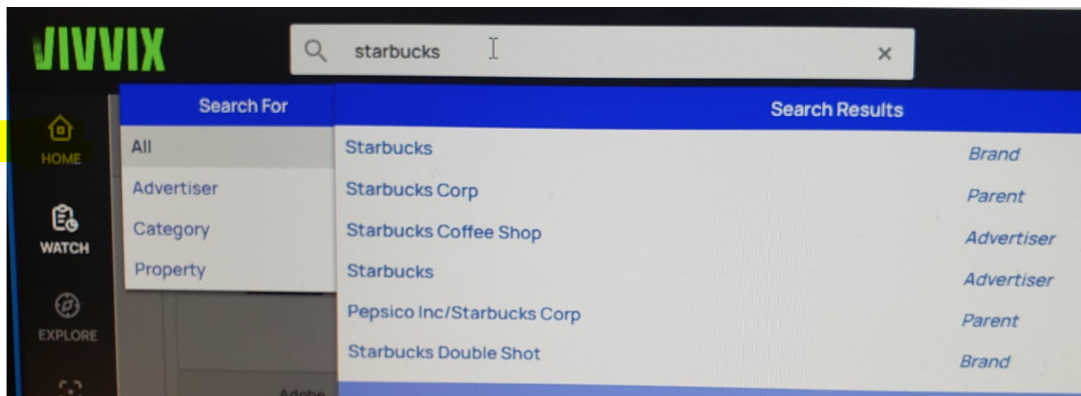 VIVVIX
starbucks
Search For
Search Results
HOME
All
Starbucks
Brand
Advertiser
Starbucks Corp
Parent
WATCH
Category
Starbucks Coffee Shop
Advertiser
Property
Starbucks
Advertiser
EXPLORE
Pepsico Inc/Starbucks Corp
Parent
Starbucks Double Shot
Brand
Adobe